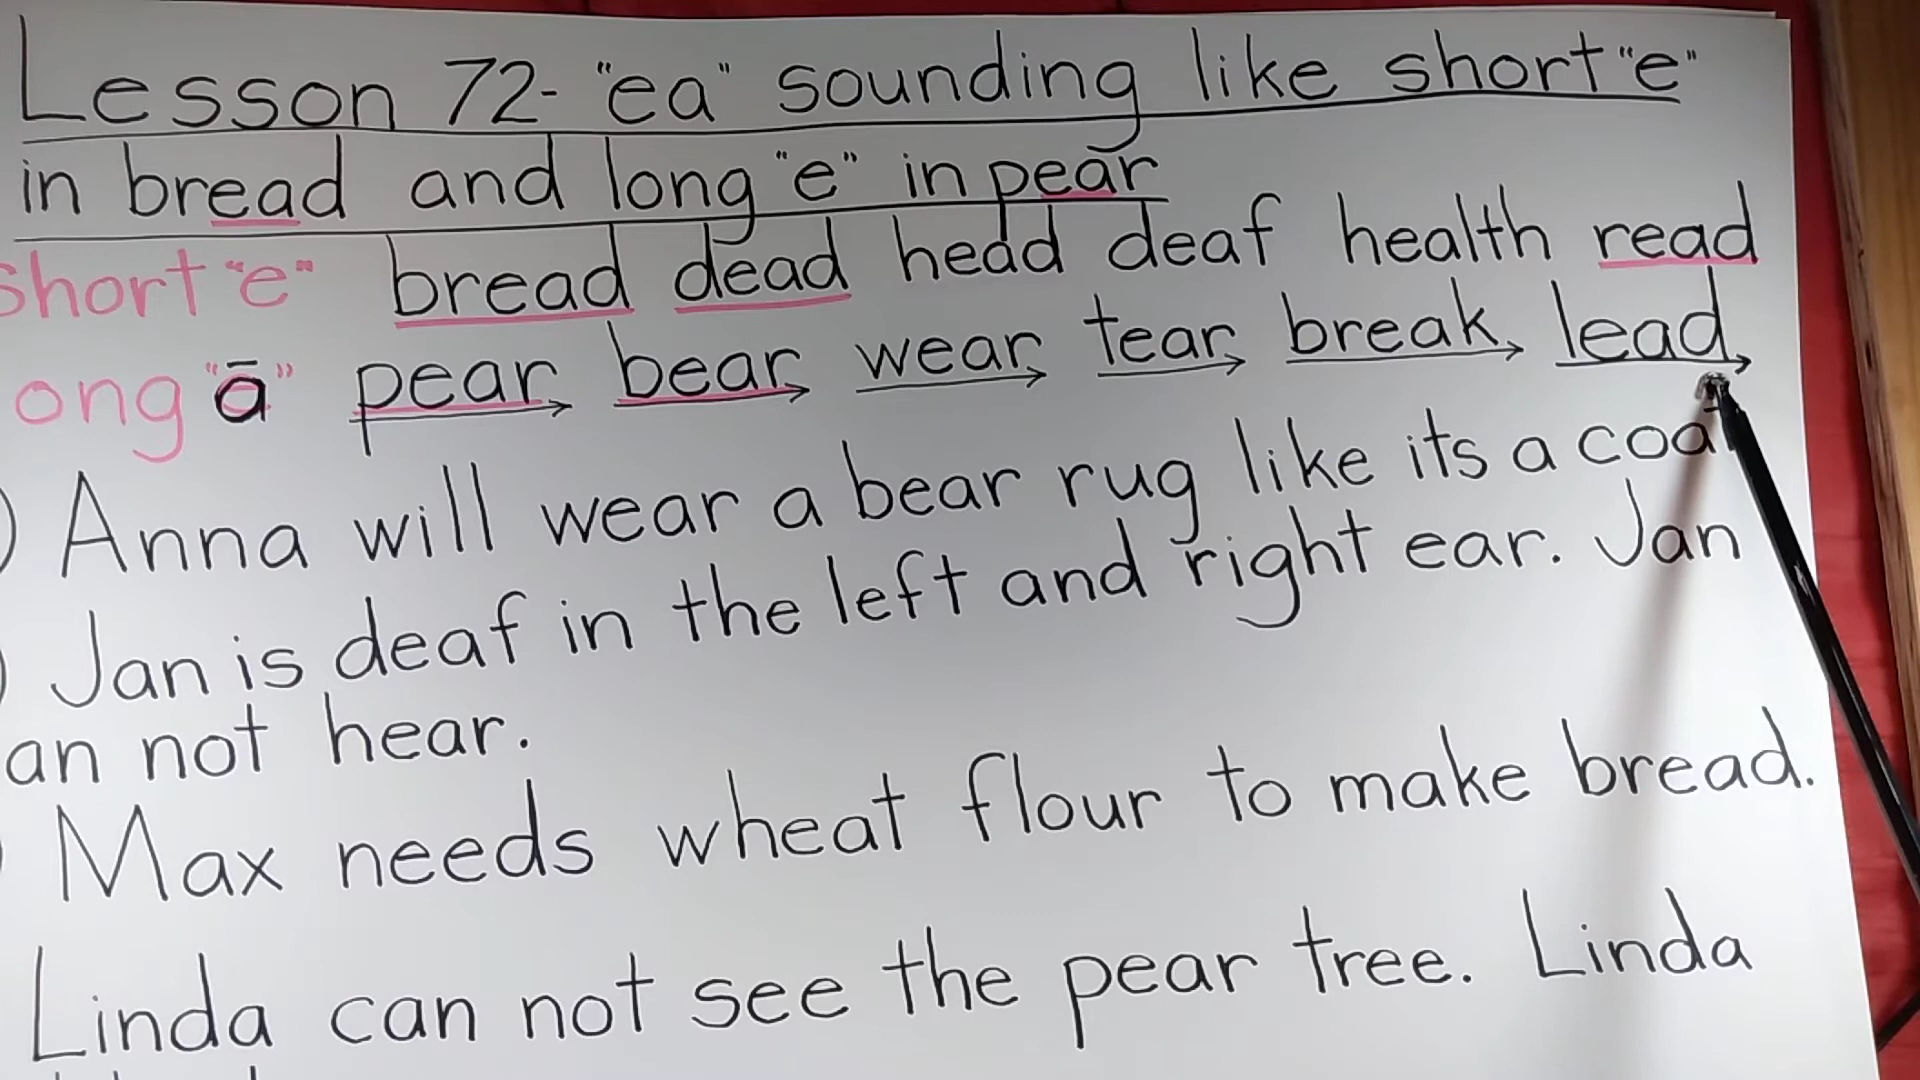 Lesson 72- "ea" sounding like short "e"
in bread and long "e" in pear
short "e" bread dead head deaf health read
ong "ā" pear bear wear tear break lead
Anna will wear a bear rug like its a coat
Jan is deaf in the left and right ear. Jan
an not hear.
Max needs wheat flour to make bread.
Linda can not see the pear tree. Linda